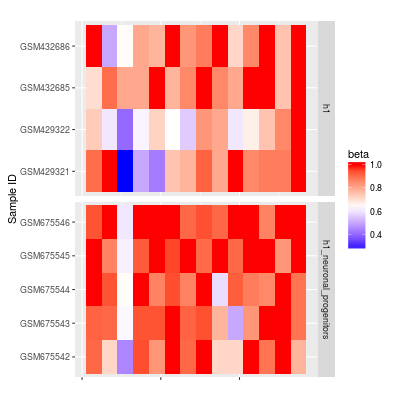 GSM432686
GSM432685
GSM429322
GSM429321
h1
GSM675546
GSM675545
GSM675544
GSM675543
GSM675542
h1_neuronal_progenitors
Sample ID
beta
1.0
0.8
0.6
0.4